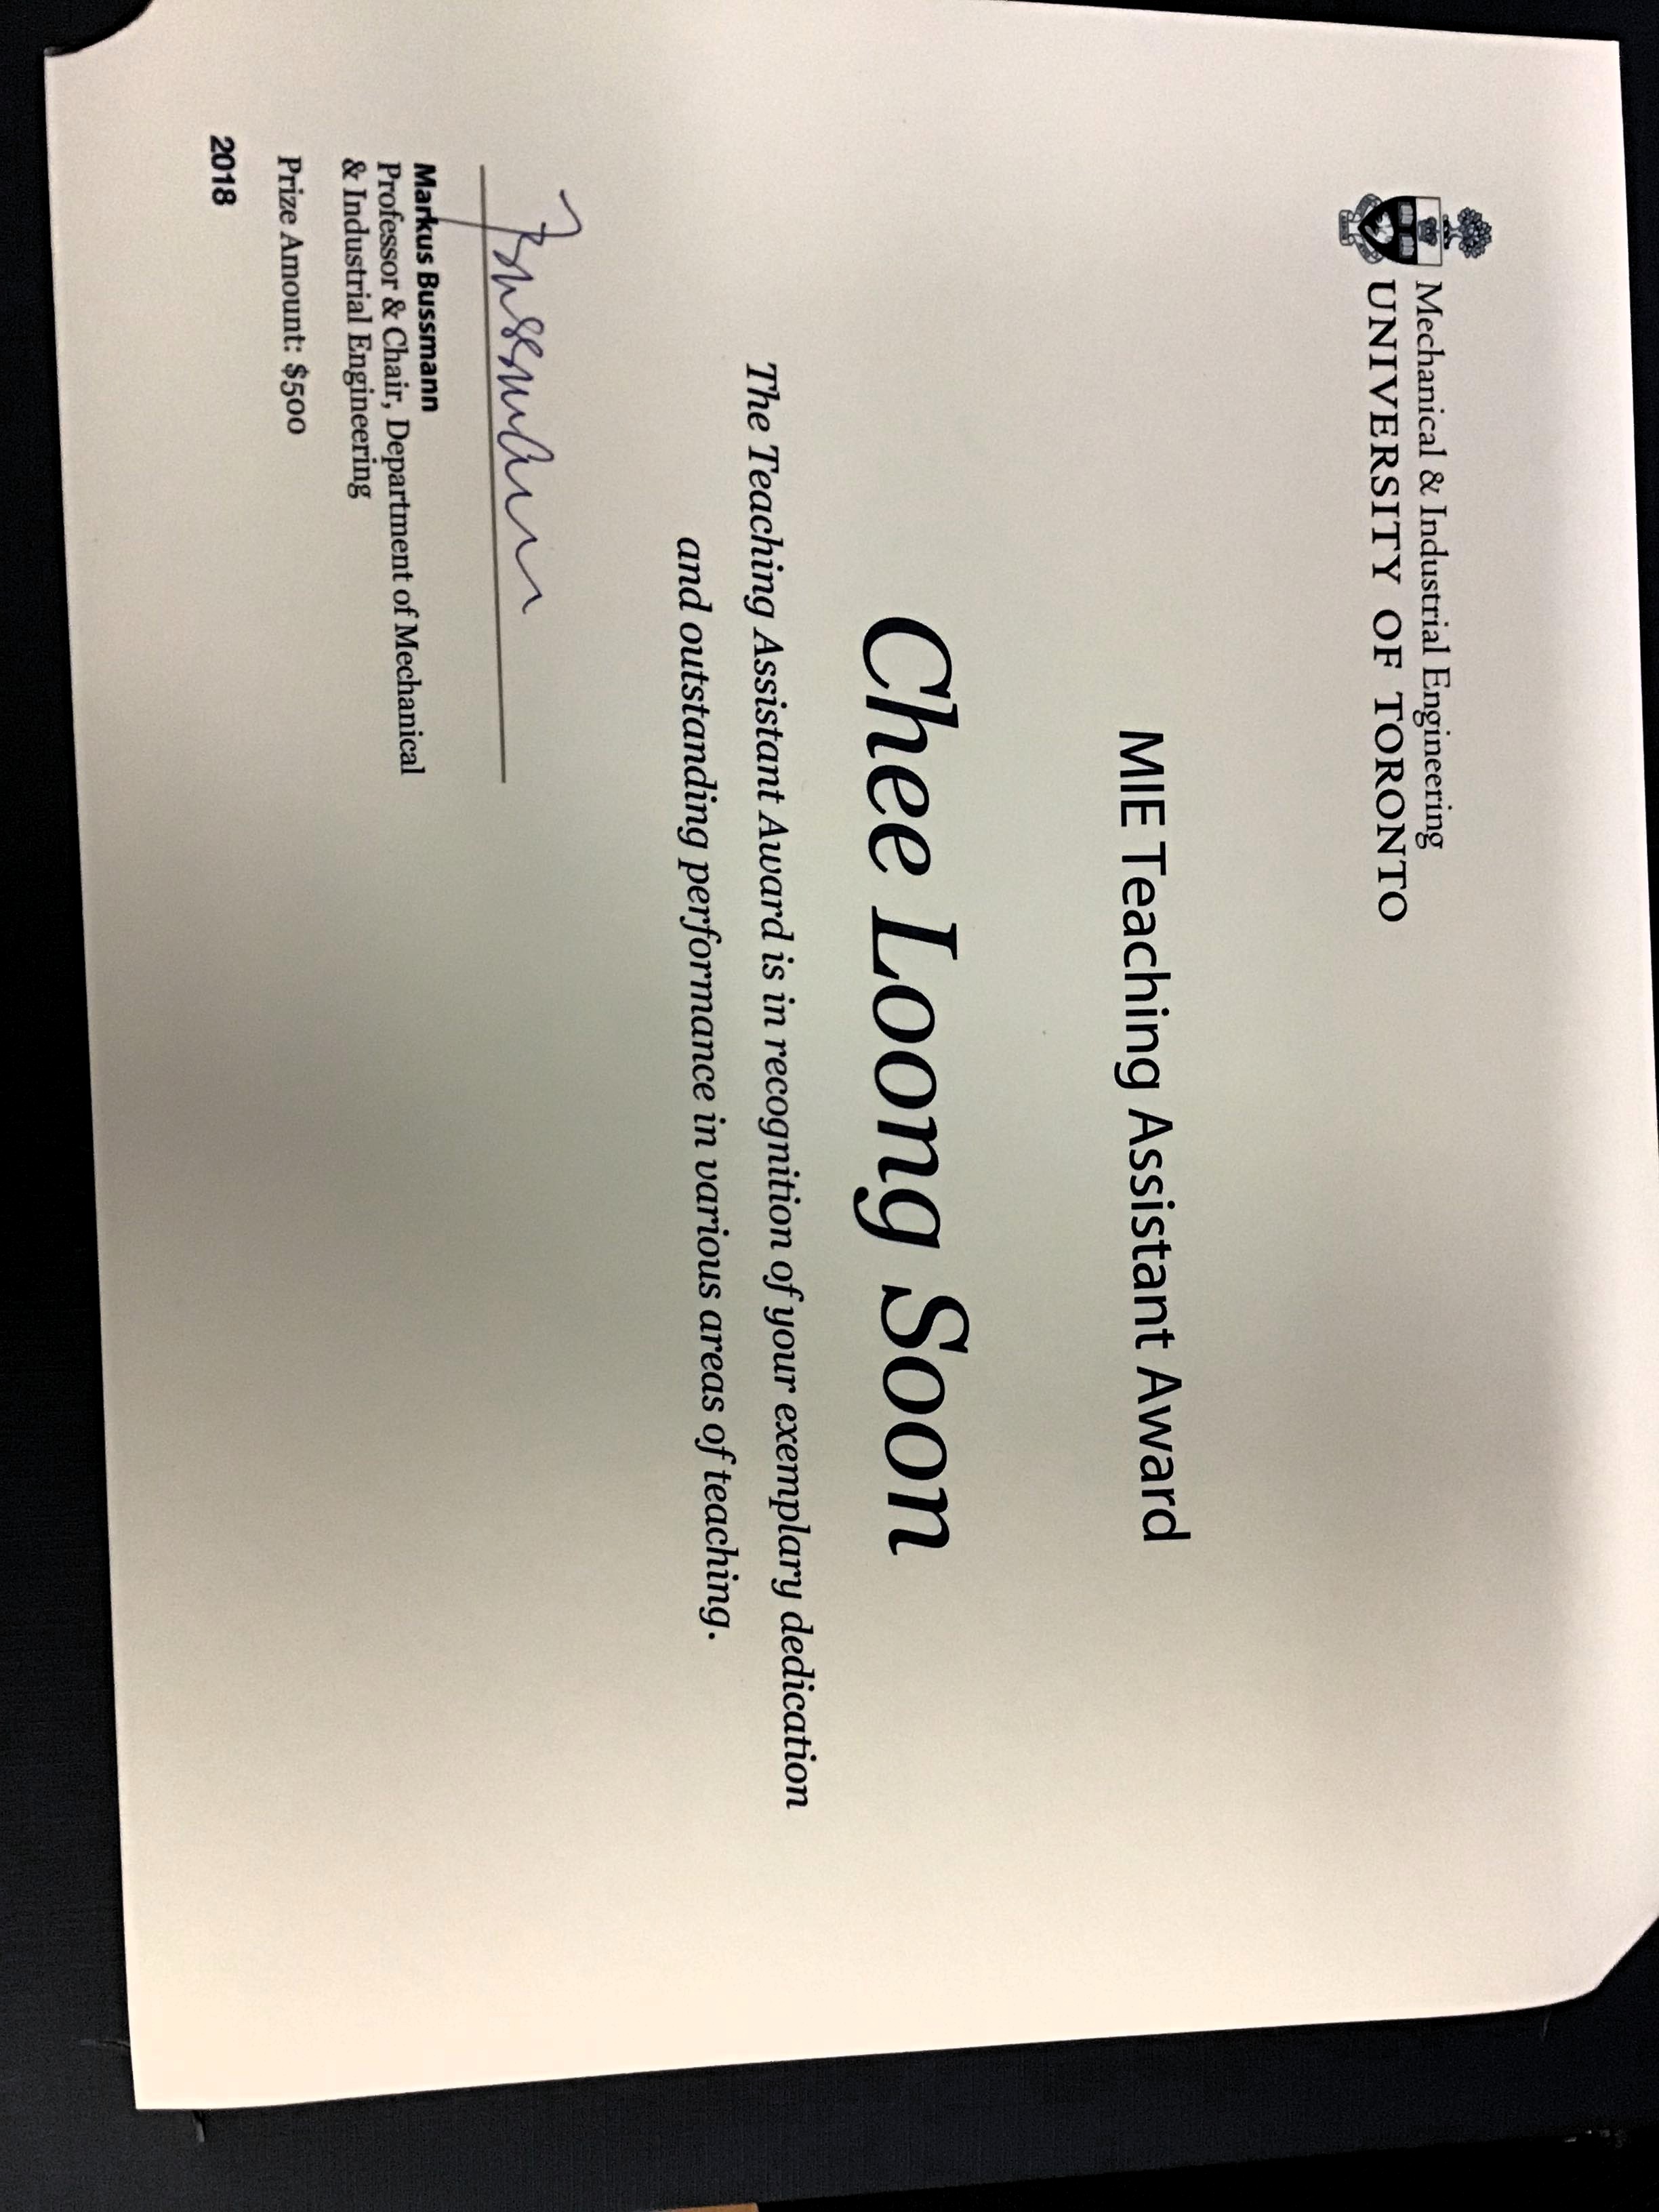 Mechanical & Industrial Engineering
UNIVERSITY OF TORONTO
MIE Teaching Assistant Award
Chee Loong Soon
The Teaching Assistant Award is in recognition of your exemplary dedication
and outstanding performance in various areas of teaching.
Bussmann
Markus Bussmann
Professor & Chair, Department of Mechanical
& Industrial Engineering
Prize Amount: $500
2018